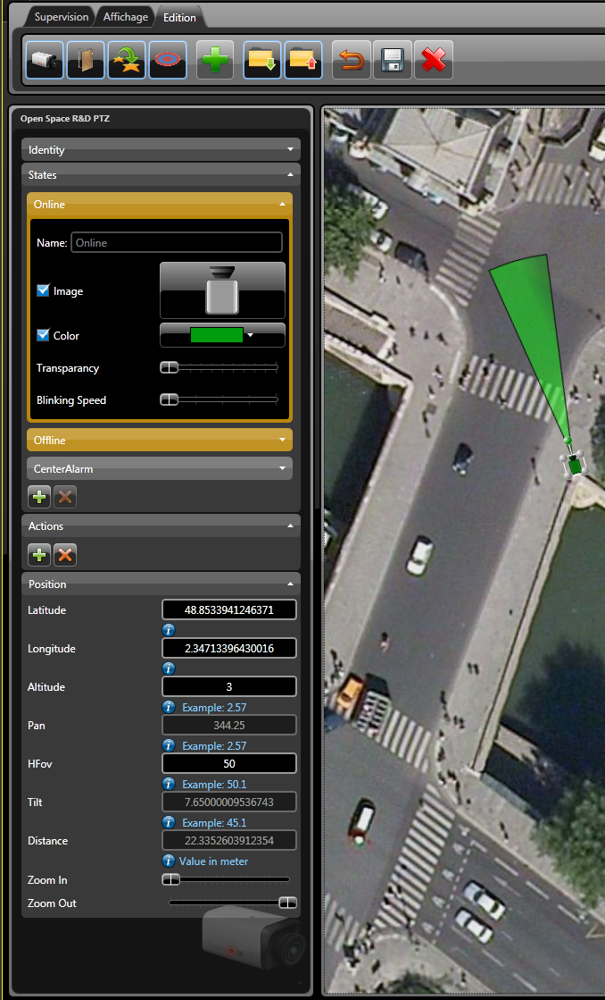 Supervision Affichage Edition
Open Space R&D PTZ
Identity
States
Online
Name: Online
Image
Color
Transparancy
Blinking Speed
Offline
CenterAlarm
Actions
Position
Latitude 48.8533941246371
Longitude 2.34713396430016
Altitude 3
Example: 2.57
Pan 344.25
Example: 2.57
HFov 50
Example: 50.1
Tilt 7.65000009536743
Example: 45.1
Distance 22.3352603912354
Value in meter
Zoom In
Zoom Out